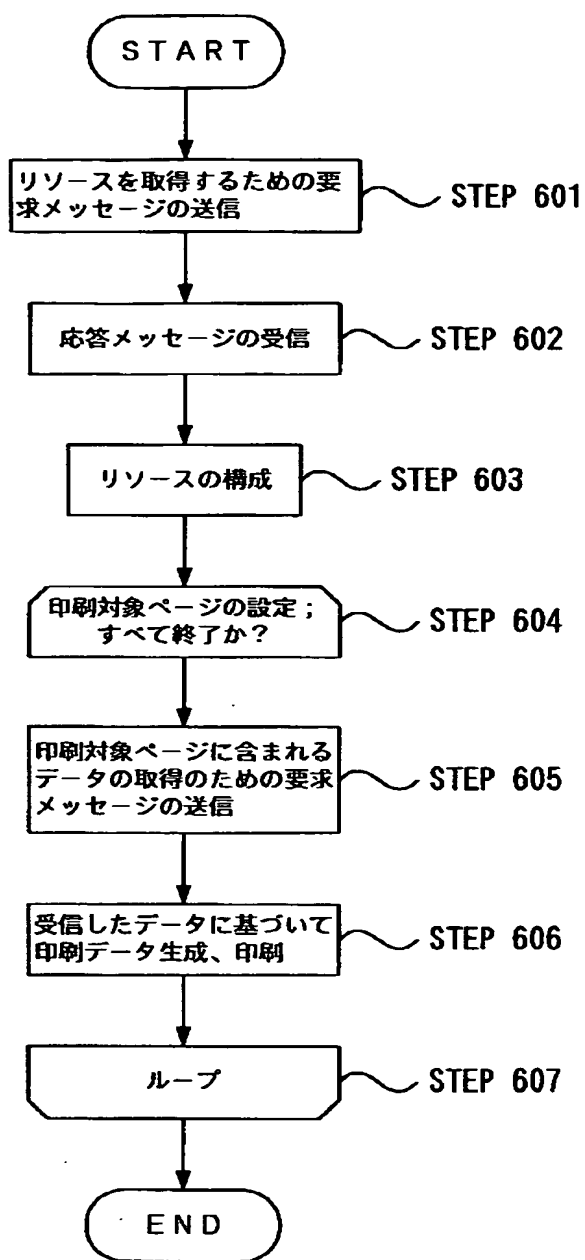 START
リソースを取得するための要
求メッセージの送信
STEP 601
応答メッセージの受信
STEP 602
リソースの構成
STEP 603
印刷対象ページの設定；
すべて終了か？
STEP 604
印刷対象ページに含まれる
データの取得のための要求
メッセージの送信
STEP 605
受信したデータに基づいて
印刷データ生成、印刷
STEP 606
ループ
STEP 607
END